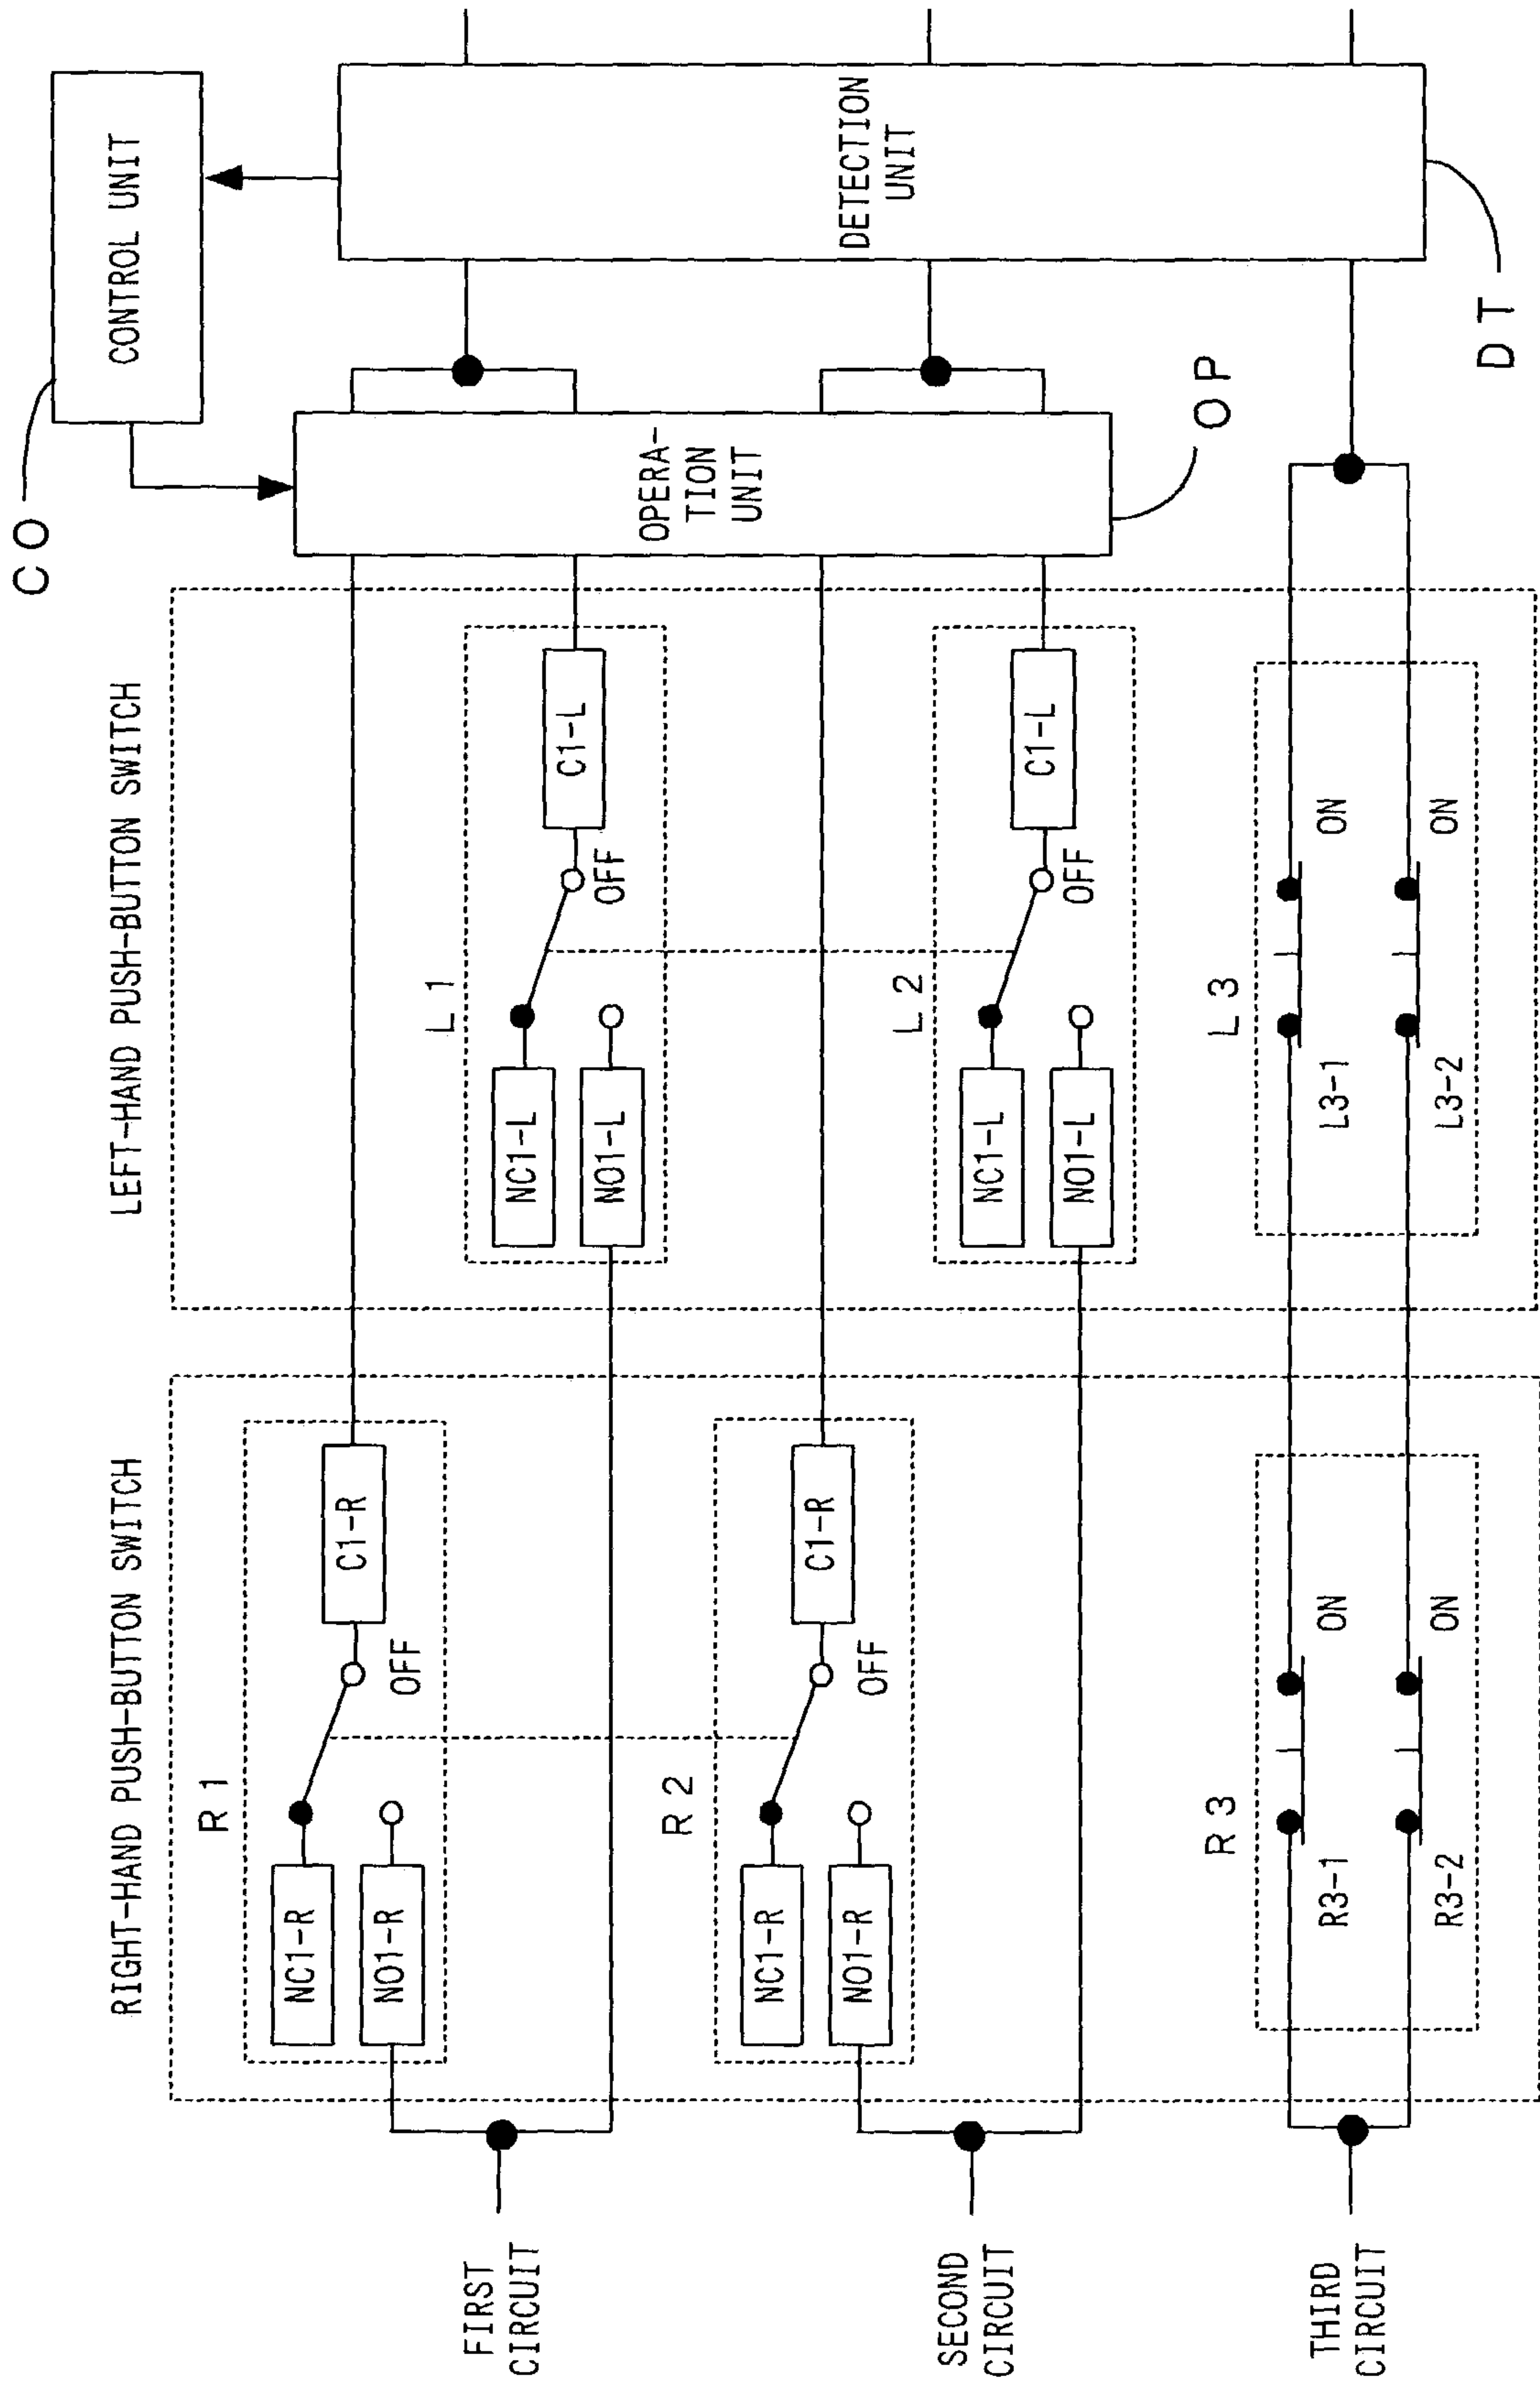 RIGHT-HAND PUSH-BUTTON SWITCH
LEFT-HAND PUSH-BUTTON SWITCH
CO
CONTROL UNIT
R1
NC1-R
NO1-R
OFF
C1-R
L1
NC1-L
NO1-L
OFF
C1-L
OPERA-
TION
UNIT
OP
DETECTION
UNIT
DT
FIRST
CIRCUIT
R2
NC1-R
NO1-R
OFF
C1-R
L2
NC1-L
NO1-L
OFF
C1-L
SECOND
CIRCUIT
R3
R3-1
ON
R3-2
ON
L3
L3-1
ON
L3-2
ON
THIRD
CIRCUIT